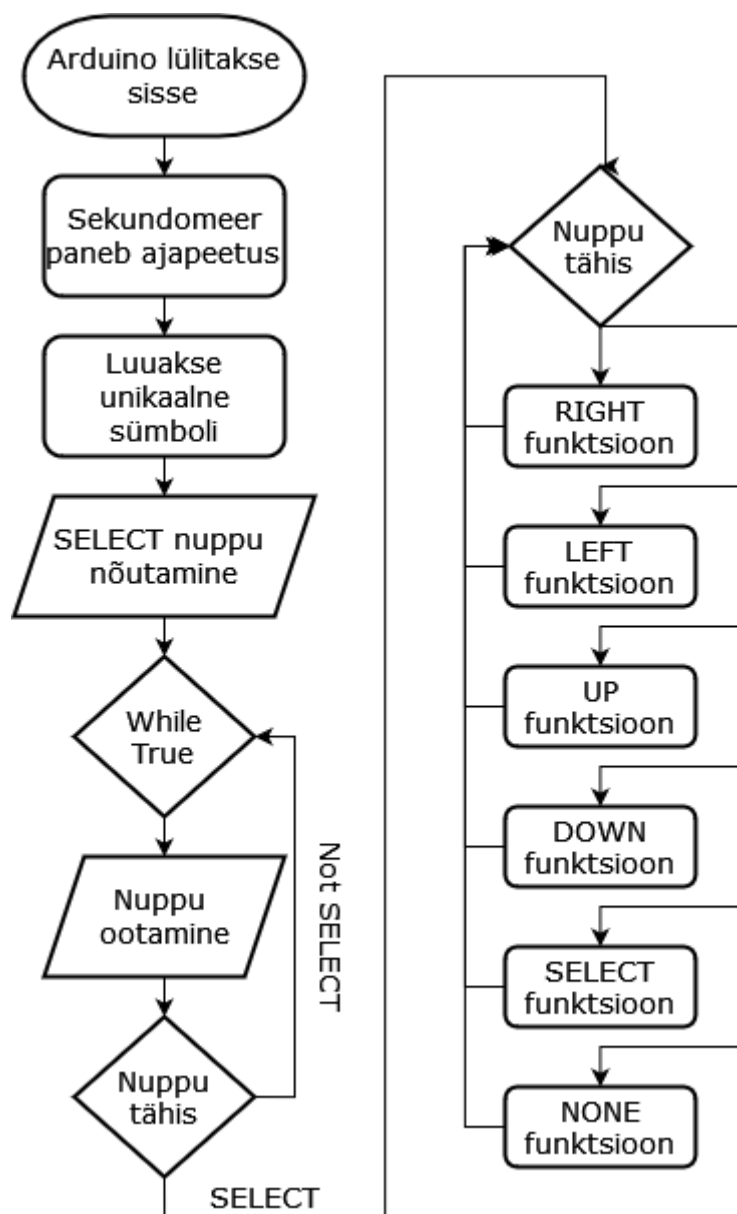 Arduino lülitakse
sisse
Sekundomeer
paneb ajapeetus
Luuakse
unikaalne
sümboli
SELECT nuppu
nõutamine
While
True
Nuppu
ootamine
Not SELECT
Nuppu
tähis
SELECT
Nuppu
tähis
RIGHT
funktsioon
LEFT
funktsioon
UP
funktsioon
DOWN
funktsioon
SELECT
funktsioon
NONE
funktsioon